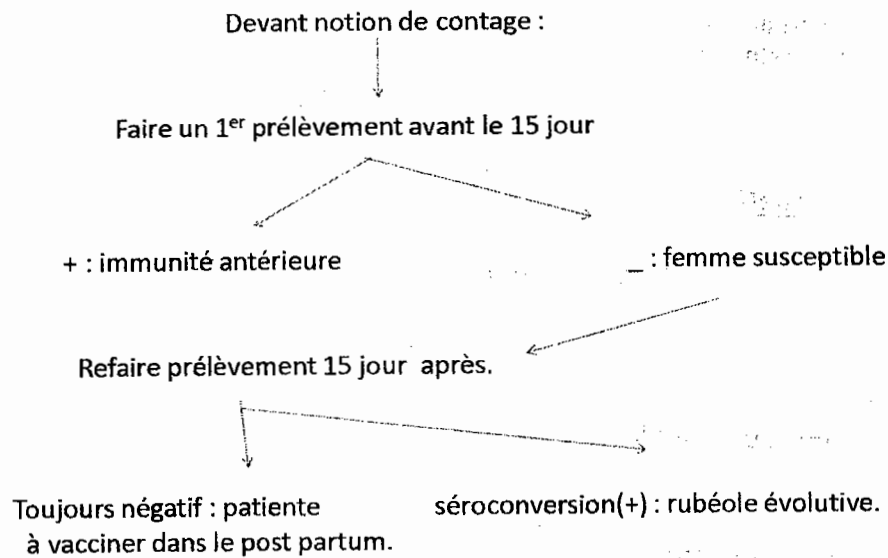 Devant notion de contage :
Faire un 1er prélèvement avant le 15 jour
+ : immunité antérieure
_ : femme susceptible
Refaire prélèvement 15 jour après.
Toujours négatif : patiente
à vacciner dans le post partum.
séroconversion(+) : rubéole évolutive.